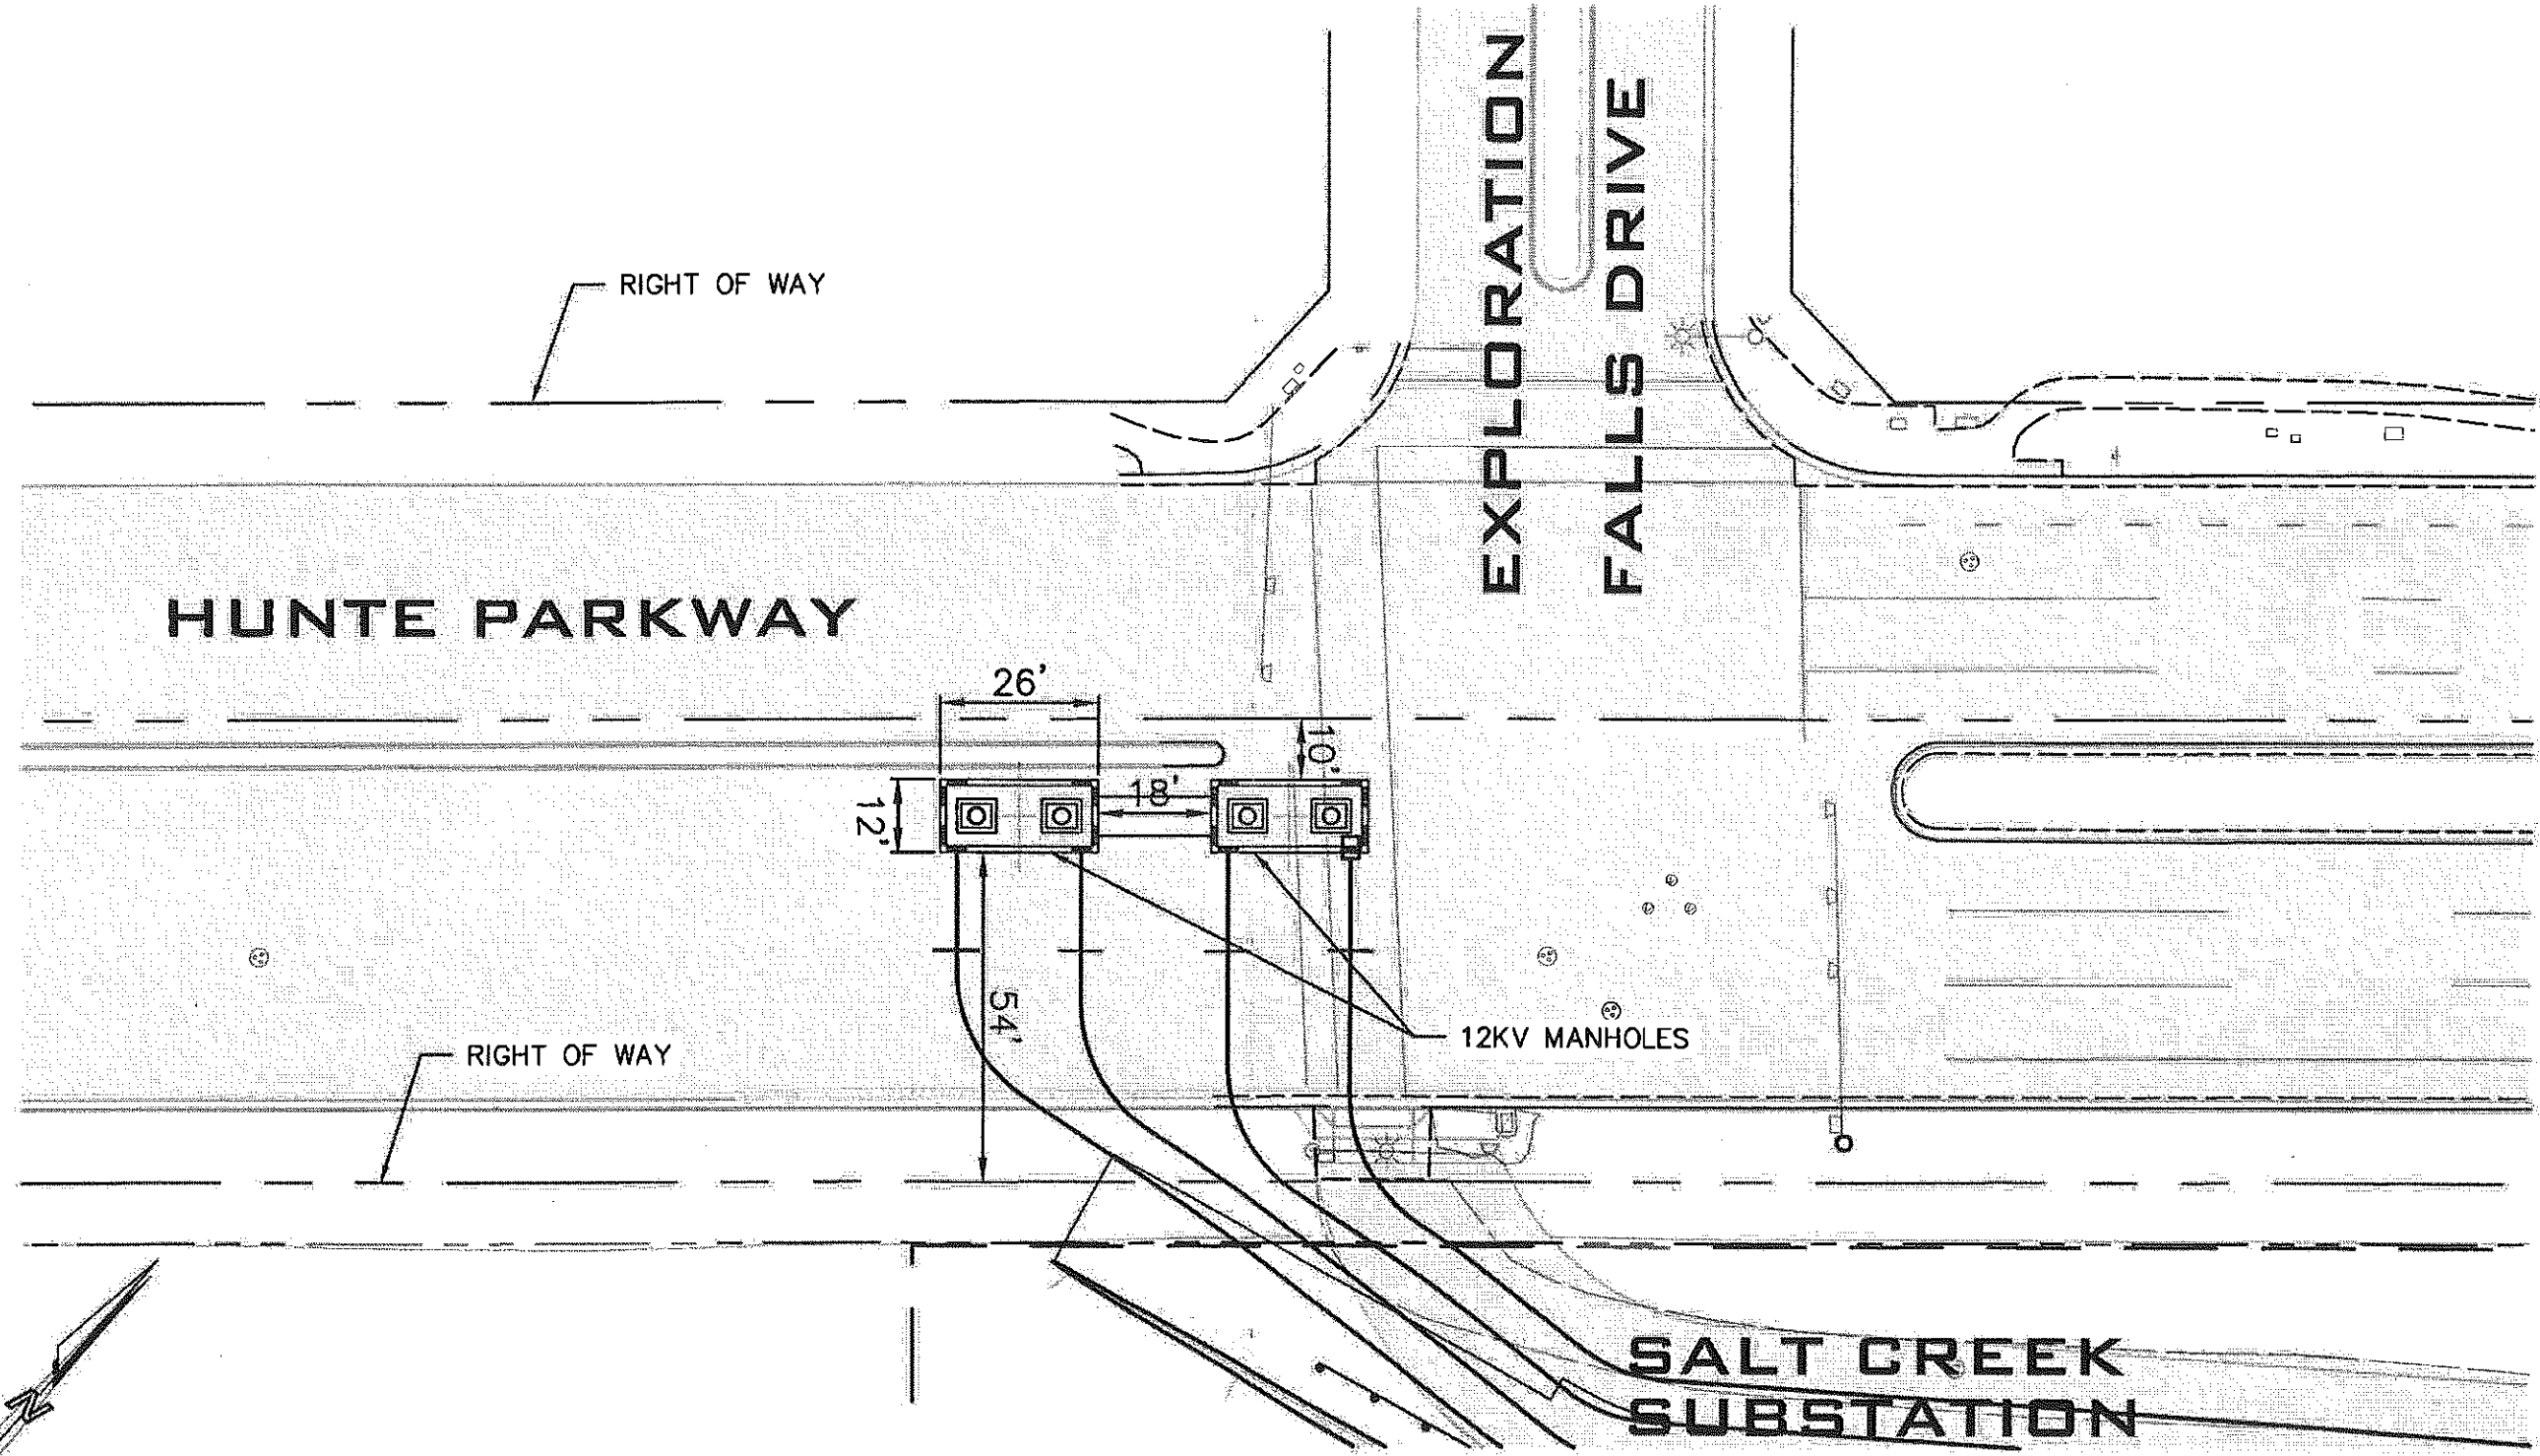 EXPLORATION
FALLS DRIVE
RIGHT OF WAY
HUNTE PARKWAY
26'
10'
18'
12'
54'
12KV MANHOLES
RIGHT OF WAY
SALT CREEK
SUBSTATION
N